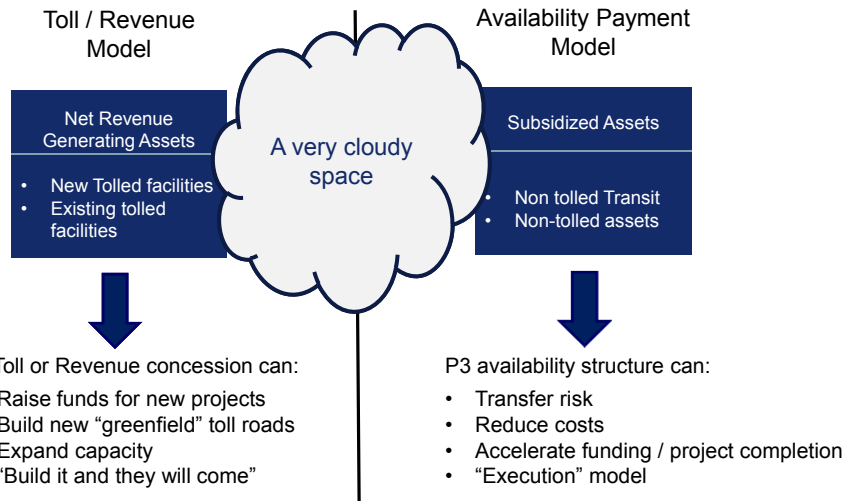 Toll / Revenue
Model
Net Revenue
Generating Assets
• New Tolled facilities
• Existing tolled
facilities
A very cloudy
space
Availability Payment
Model
Subsidized Assets
• Non tolled Transit
• Non-tolled assets
Toll or Revenue concession can:
Raise funds for new projects
Build new “greenfield” toll roads
Expand capacity
“Build it and they will come”
P3 availability structure can:
• Transfer risk
• Reduce costs
• Accelerate funding / project completion
• “Execution” model